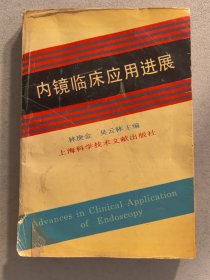 内镜临床应用进展
林庚金 吴云林主编
上海科学技术文献出版社
Advances in Clinical Application
of Endoscopy